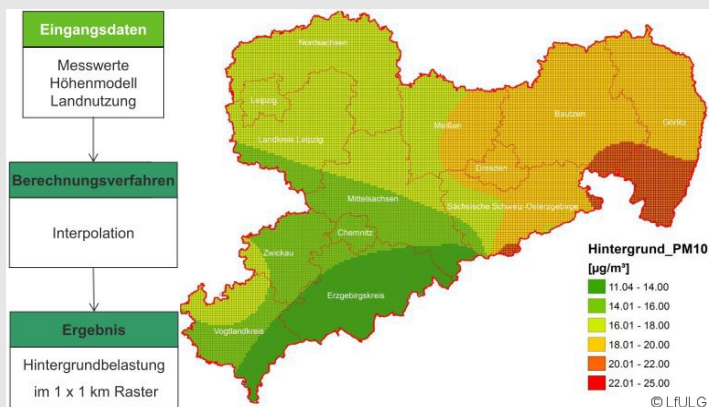 Eingangsdaten
Messwerte
Höhenmodell
Landnutzung
Berechnungsverfahren
Interpolation
Ergebnis
Hintergrundbelastung
im 1 x 1 km Raster
Nordsachsen
Leipzig
Landkreis Leipzig
Meißen
Bautzen
Görlitz
Dresden
Mittelsachsen
Sächsische Schweiz-Osterzgebirge
Chemnitz
Zwickau
Erzgebirgskreis
Vogtlandkreis
Hintergrund_PM10
[µg/m³]
11.04 - 14.00
14.01 - 16.00
16.01 - 18.00
18.01 - 20.00
20.01 - 22.00
22.01 - 25.00
© LfULG